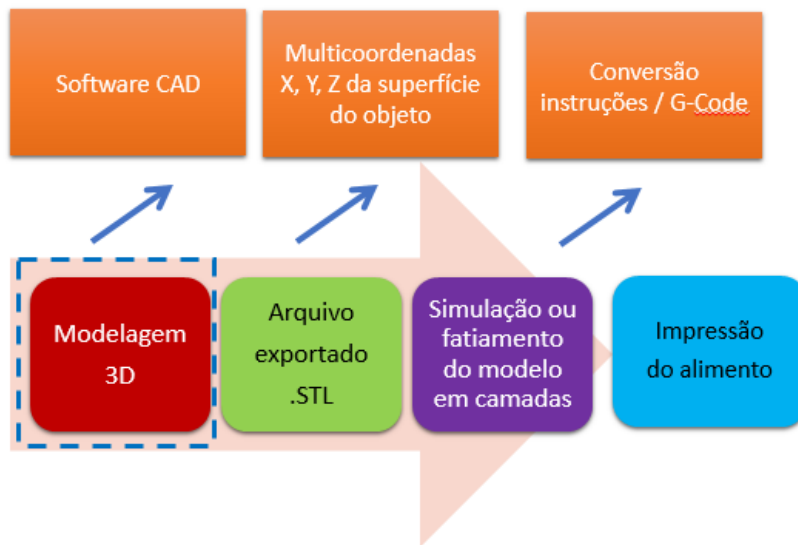 Software CAD
Multicoordenadas
X, Y, Z da superfície
do objeto
Conversão
instruções / G-Code
Modelagem
3D
Arquivo
exportado
.STL
Simulação ou
fatiamento
do modelo
em camadas
Impressão
do alimento